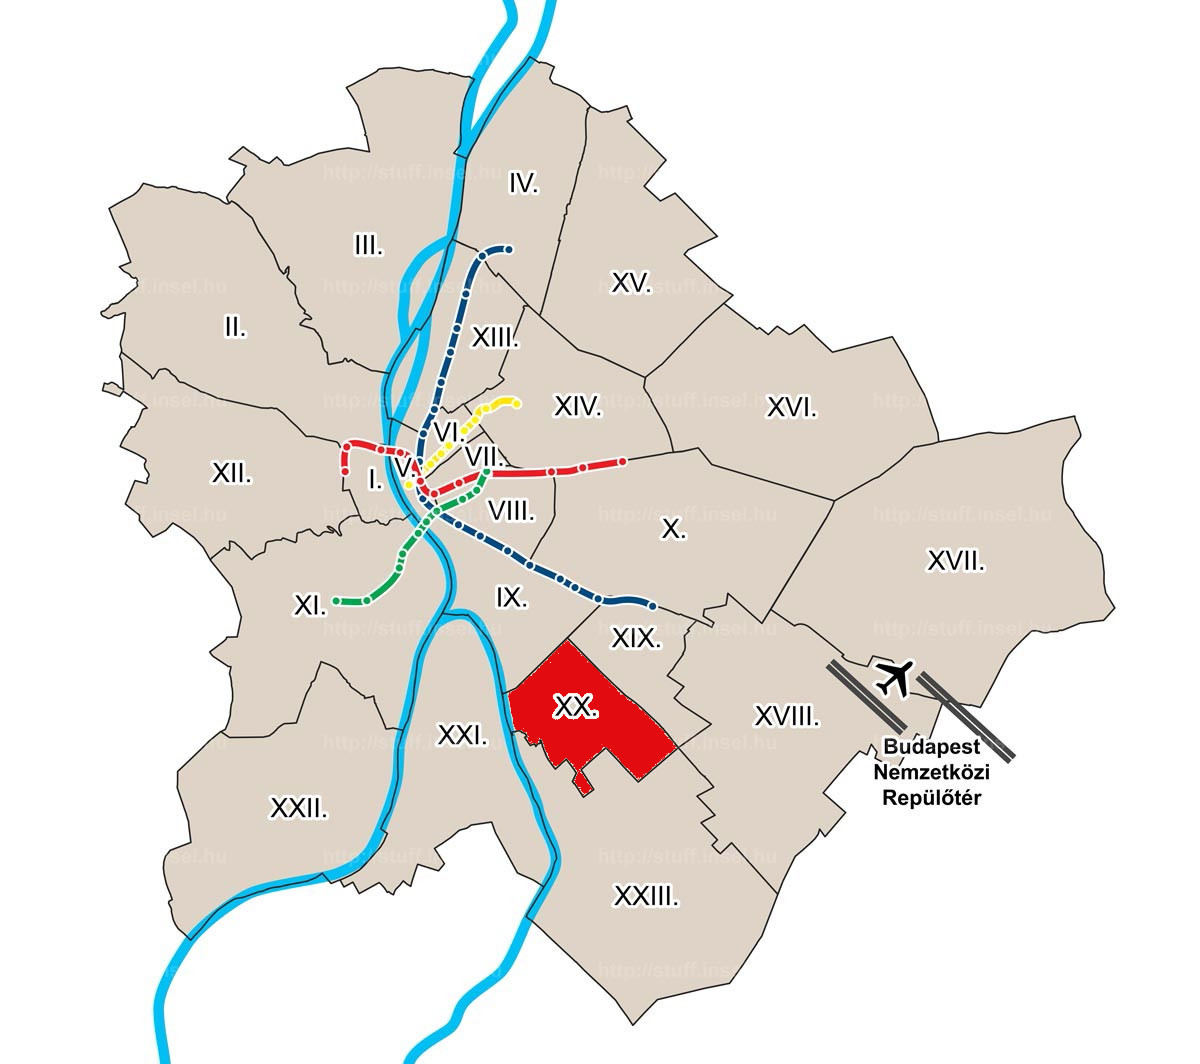 IV.
III.
XV.
II.
XIII.
XIV.
XVI.
VI.
VII.
V.
XII.
I.
VIII.
X.
XVII.
XI.
IX.
XIX.
XX.
XVIII.
XXI.
Budapest
Nemzetközi
Repülőtér
XXII.
XXIII.
http://stuff.insel.hu